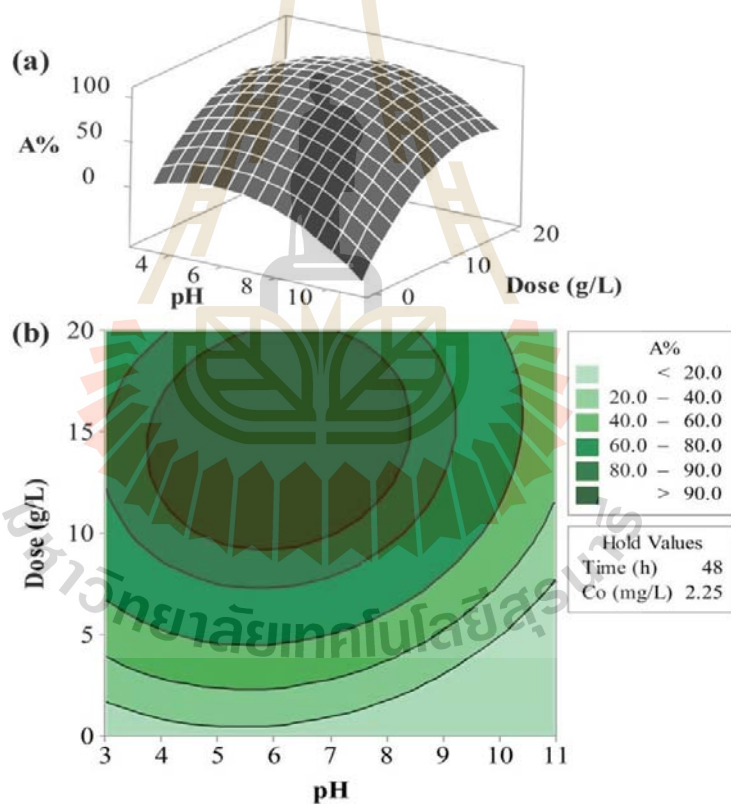 (a)
100
50
0
A%
4
6
8
10
pH
0
10
20
Dose (g/L)
(b)
20
15
10
5
0
Dose (g/L)
3 4 5 6 7 8 9 10 11
pH
A%
< 20.0
20.0 – 40.0
40.0 – 60.0
60.0 – 80.0
80.0 – 90.0
> 90.0
Hold Values
Time (h) 48
Co (mg/L) 2.25
มหาวิทยาลัยเทคโนโลยีสุรนารี